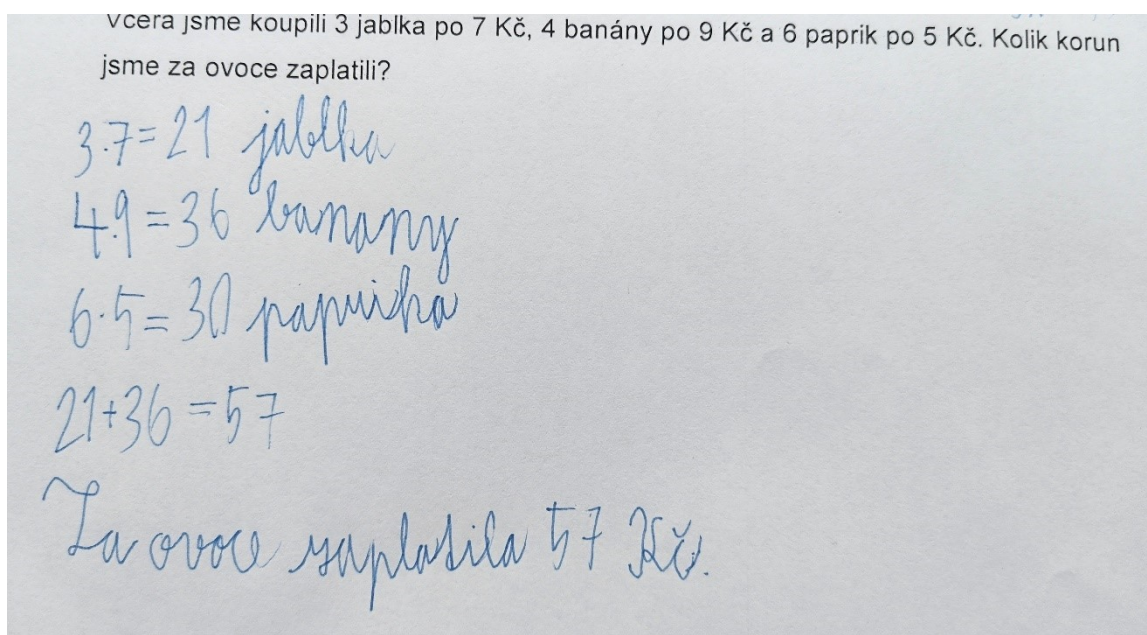 Včera jsme koupili 3 jablka po 7 Kč, 4 banány po 9 Kč a 6 paprik po 5 Kč. Kolik korun
jsme za ovoce zaplatili?
3·7=21 jablka
4·9=36 banany
6·5=30 paprika
21+36=57
Za ovoce zaplatila 57 Kč.